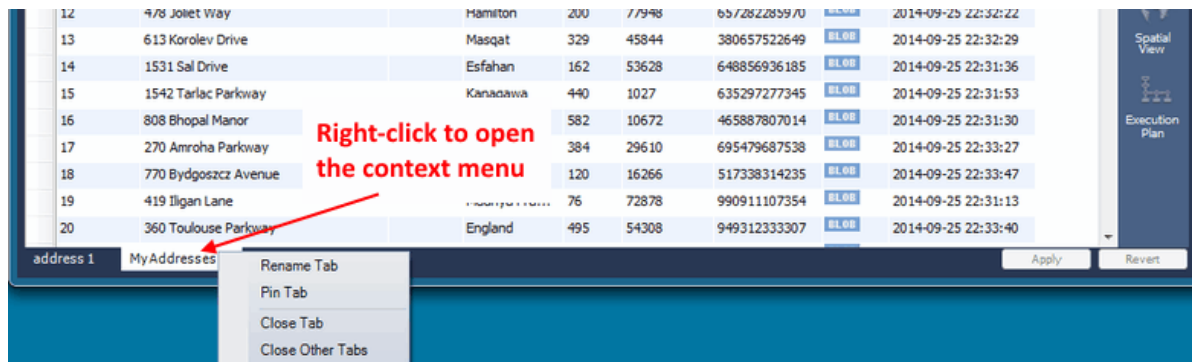 12 478 Joliet Way Hamilton 200 77948 657282285970 BLOB 2014-09-25 22:32:22
13 613 Korolev Drive Masqat 329 45844 380657522649 BLOB 2014-09-25 22:32:29
Spatial
View
14 1531 Sal Drive Esfahan 162 53628 648856936185 BLOB 2014-09-25 22:31:36
15 1542 Tarlac Parkway Kanagawa 440 1027 635297277345 BLOB 2014-09-25 22:31:53
16 808 Bhopal Manor 582 10672 465887807014 BLOB 2014-09-25 22:31:30
Execution
Plan
Right-click to open
the context menu
17 270 Amroha Parkway 384 29610 695479687538 BLOB 2014-09-25 22:33:27
18 770 Bydgoszcz Avenue 120 16266 517338314235 BLOB 2014-09-25 22:33:47
19 419 Iligan Lane 76 72878 990911107354 BLOB 2014-09-25 22:31:13
20 360 Toulouse Parkway England 495 54308 949312333307 BLOB 2014-09-25 22:33:40
address 1 MyAddresses Apply Revert
Rename Tab
Pin Tab
Close Tab
Close Other Tabs